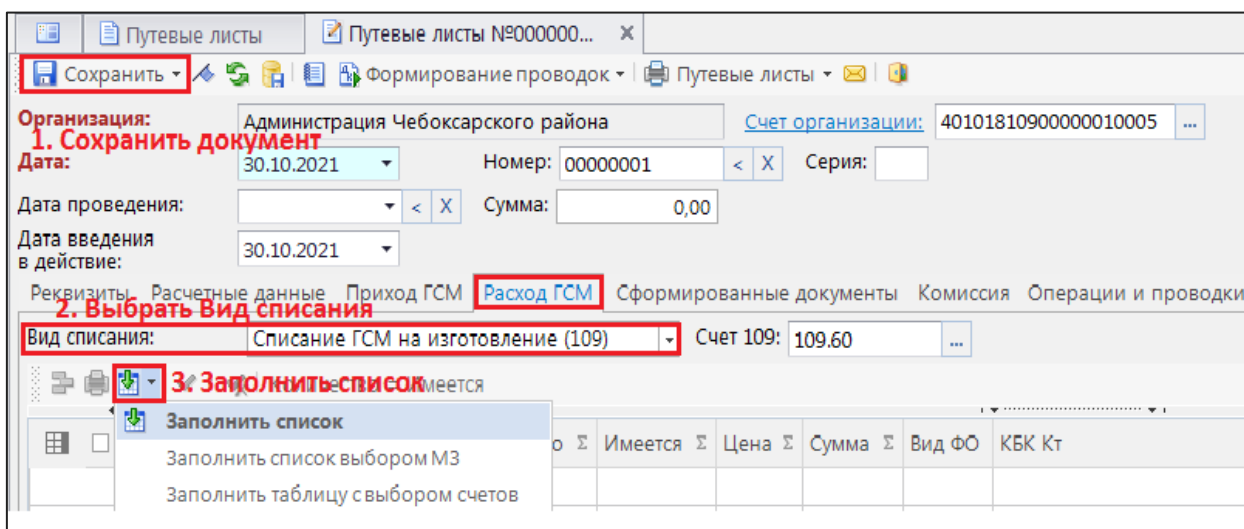 Путевые листы Путевые листы №000000... X
Сохранить Формирование проводок Путевые листы
Организация: Администрация Чебоксарского района Счет организации: 40101810900000010005 ...
1. Сохранить документ
Дата: 30.10.2021 Номер: 00000001 < X Серия:
Дата проведения: < X Сумма: 0,00
Дата введения
в действие: 30.10.2021
Реквизиты Расчетные данные Приход ГСМ Расход ГСМ Сформированные документы Комиссия Операции и проводки
2. Выбрать Вид списания
Вид списания: Списание ГСМ на изготовление (109) Счет 109: 109.60 ...
3. Заполнить список
Заполнить список
о Σ Имеется Σ Цена Σ Сумма Σ Вид ФО КБК Кт
Заполнить список выбором МЗ
Заполнить таблицу с выбором счетов